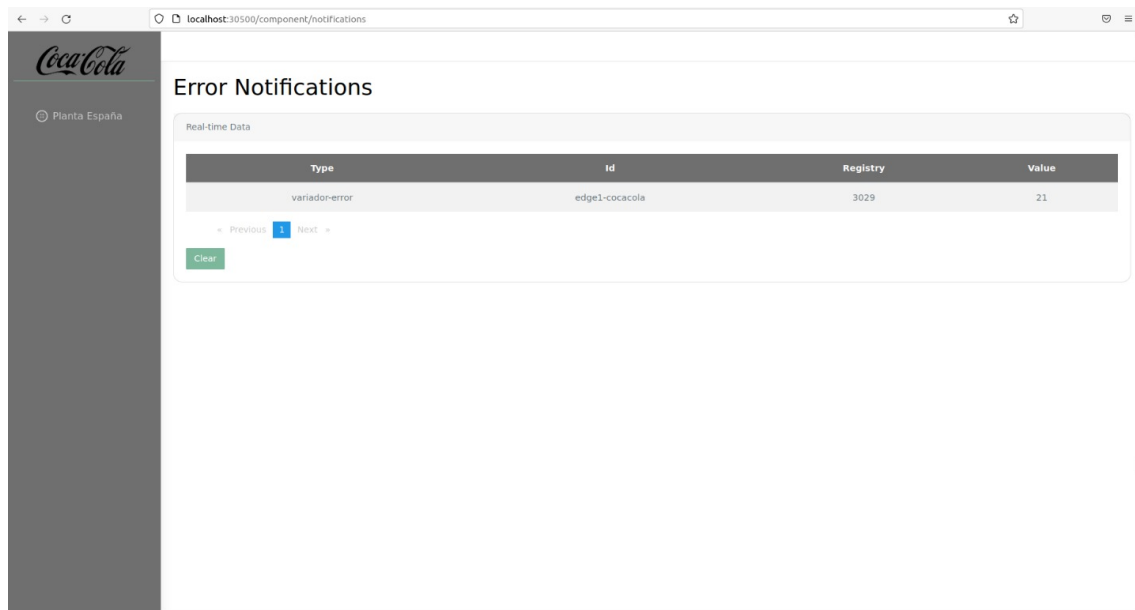 localhost:30500/component/notifications
Coca-Cola
Error Notifications
Planta España
Real-time Data
Type Id Registry Value
variador-error edge1-cocacola 3029 21
« Previous 1 Next »
Clear